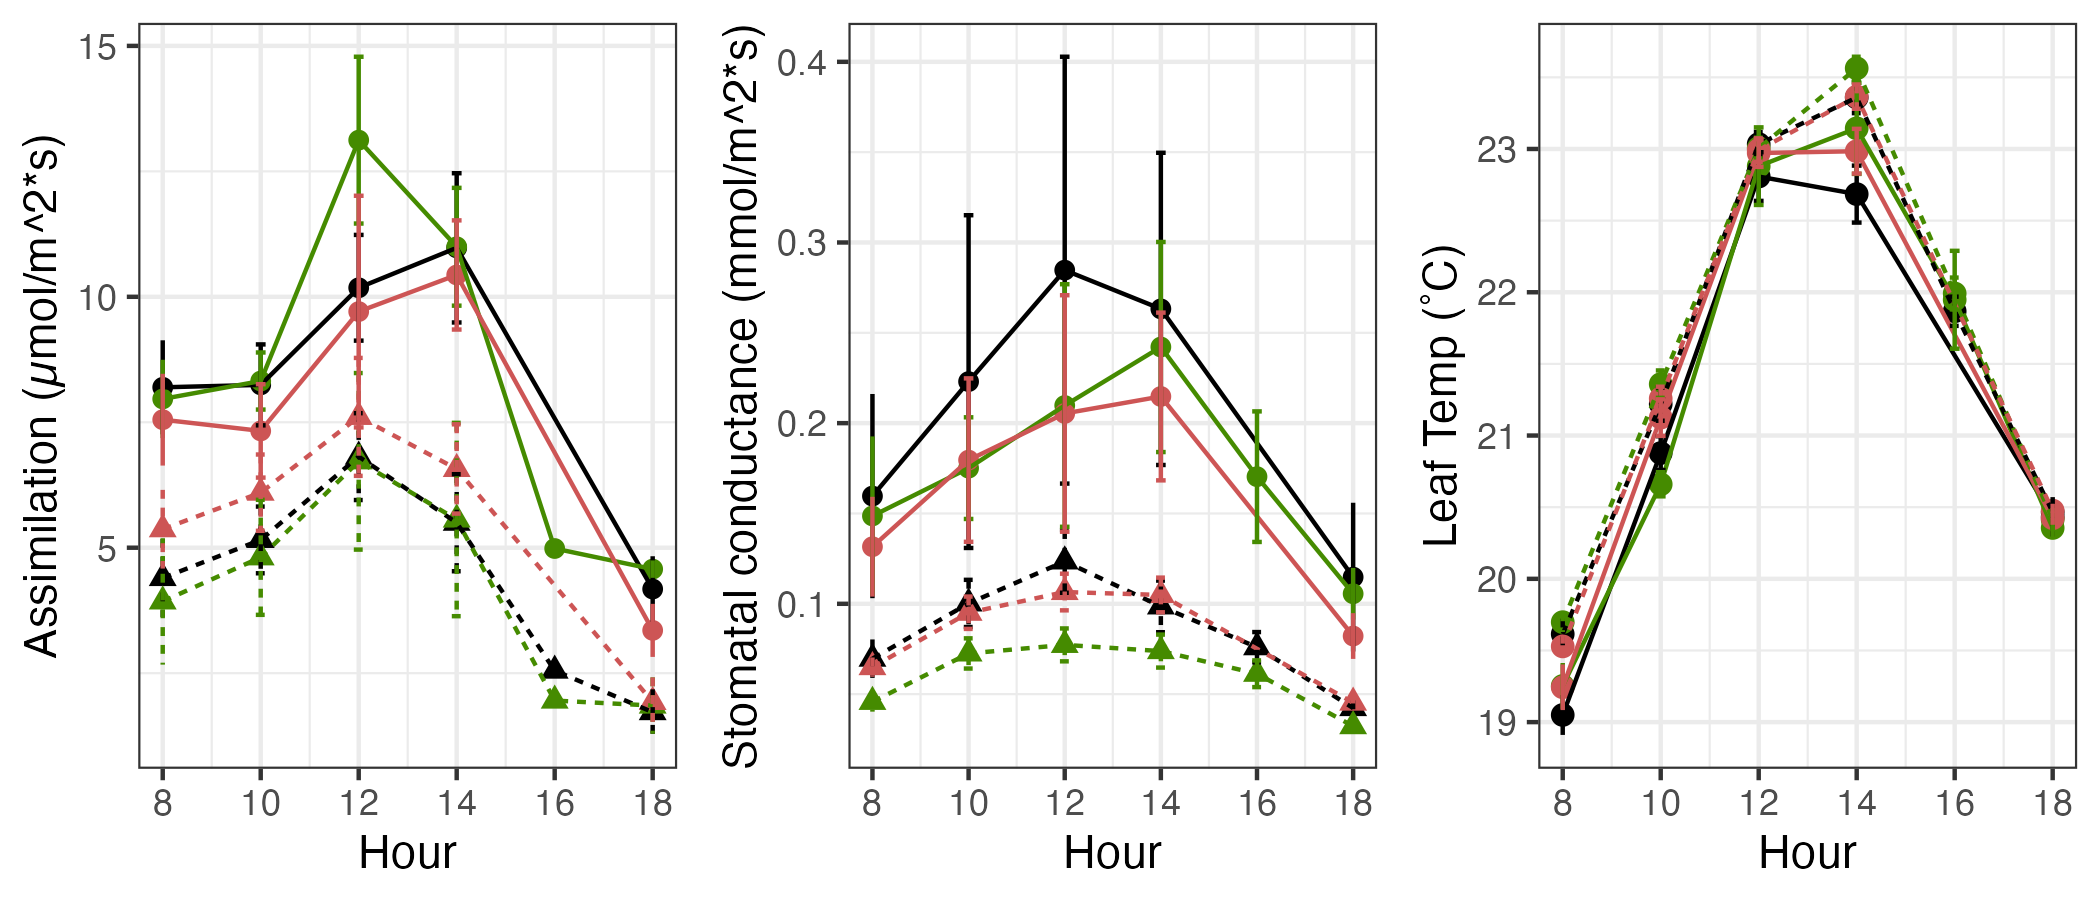 Assimilation (µmol/m^2*s)
15
10
5
8 10 12 14 16 18
Hour
Stomatal conductance (mmol/m^2*s)
0.4
0.3
0.2
0.1
8 10 12 14 16 18
Hour
Leaf Temp (°C)
23
22
21
20
19
8 10 12 14 16 18
Hour